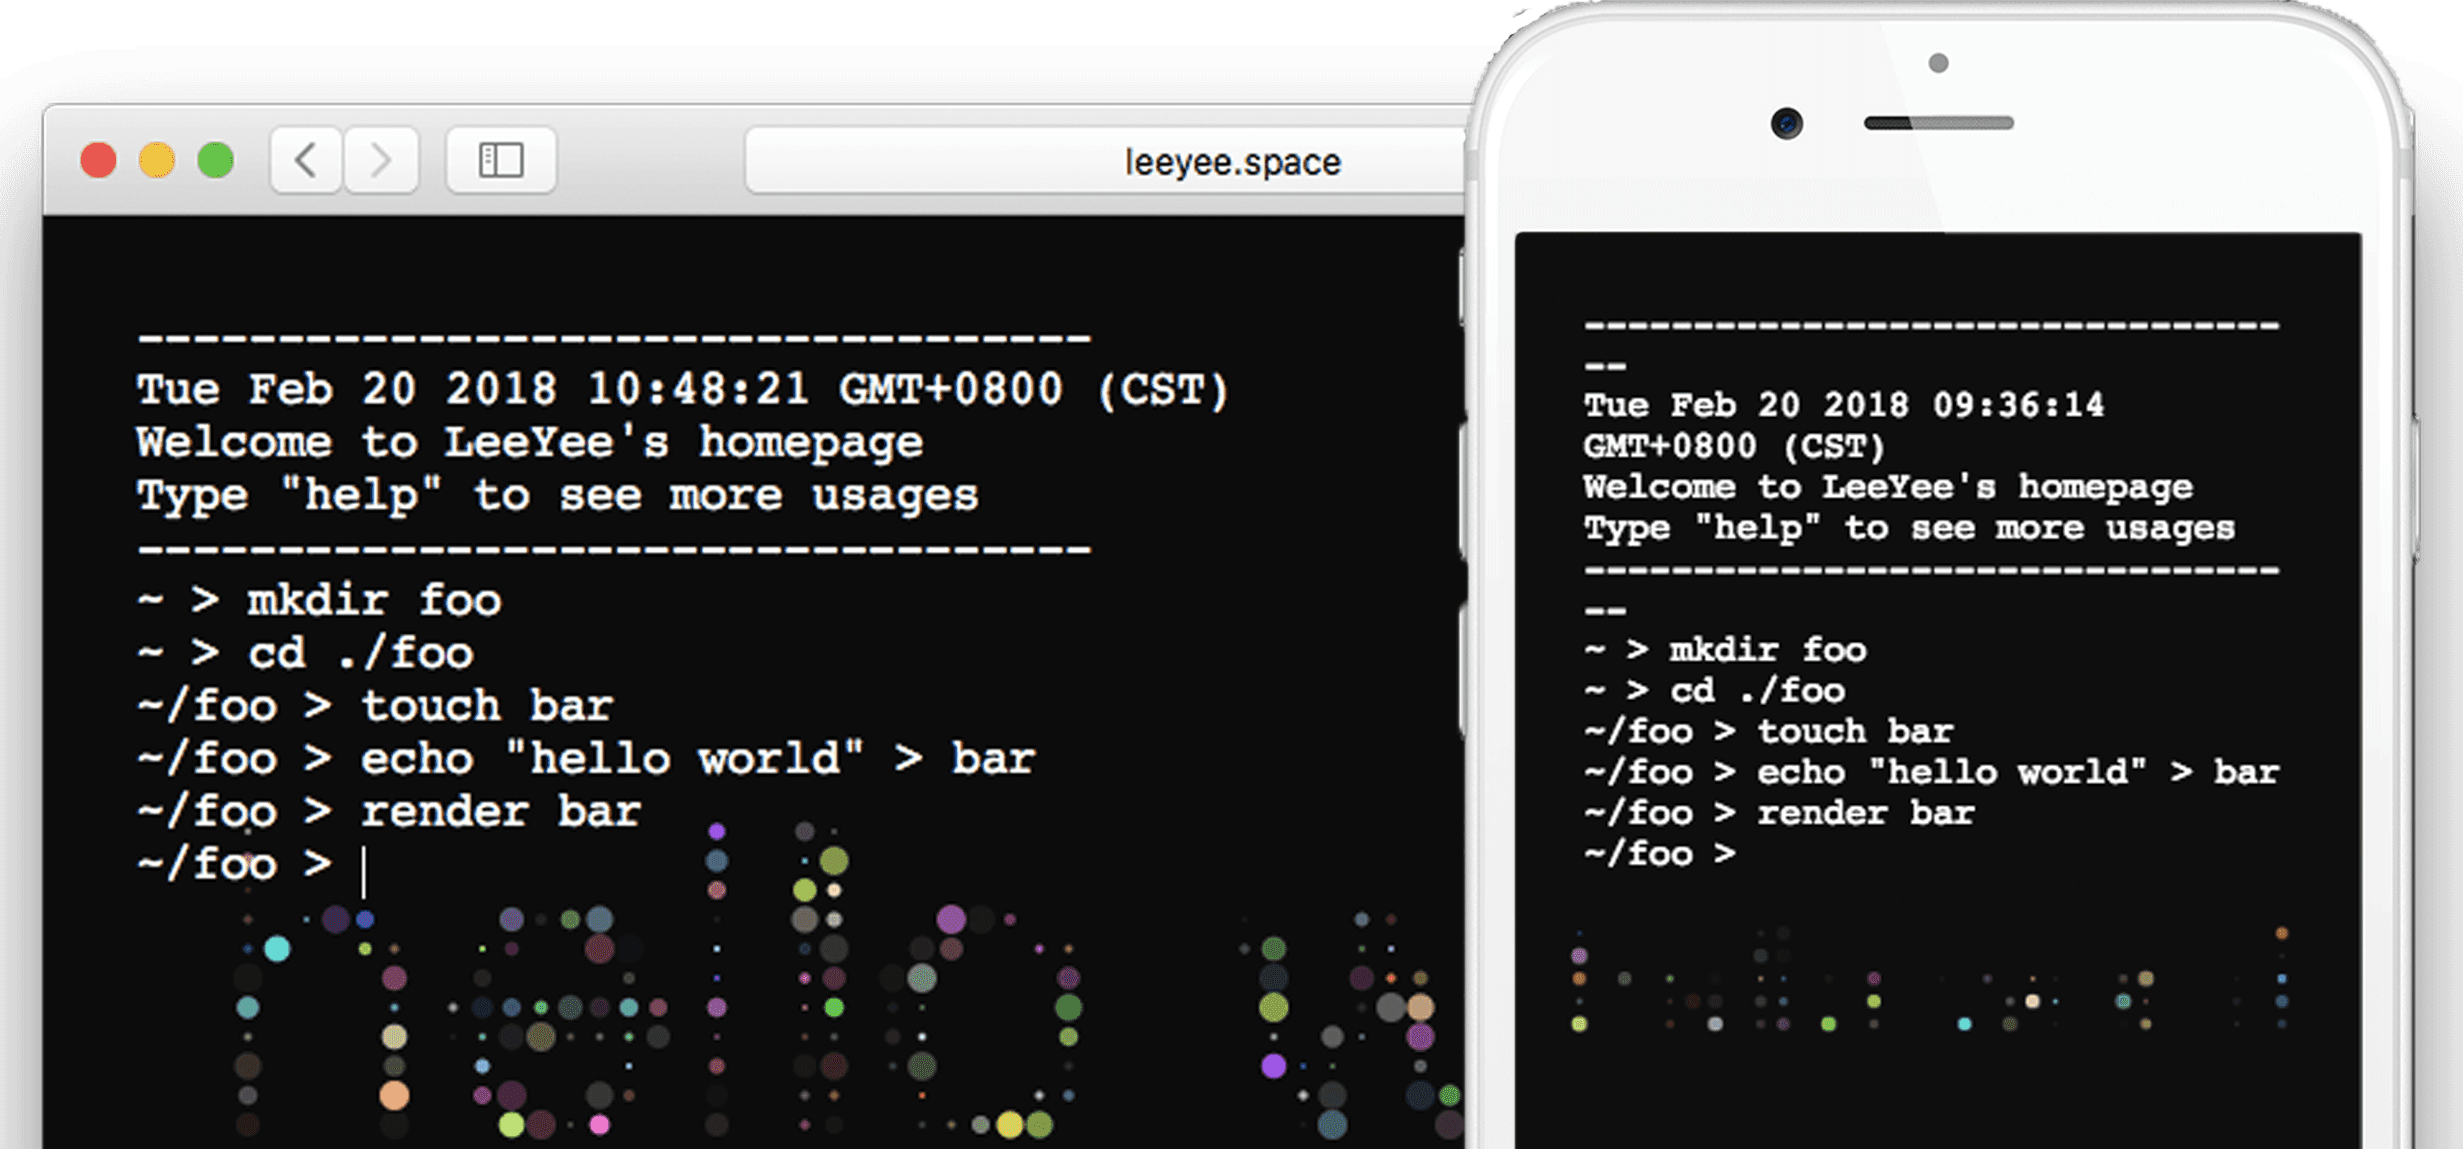 leeyee.space
-----------------------------------
Tue Feb 20 2018 10:48:21 GMT+0800 (CST)
Welcome to LeeYee's homepage
Type "help" to see more usages
-----------------------------------
~ > mkdir foo
~ > cd ./foo
~/foo > touch bar
~/foo > echo "hello world" > bar
~/foo > render bar
~/foo >
hello w
--------------------------------
--
Tue Feb 20 2018 09:36:14
GMT+0800 (CST)
Welcome to LeeYee's homepage
Type "help" to see more usages
--------------------------------
--
~ > mkdir foo
~ > cd ./foo
~/foo > touch bar
~/foo > echo "hello world" > bar
~/foo > render bar
~/foo >